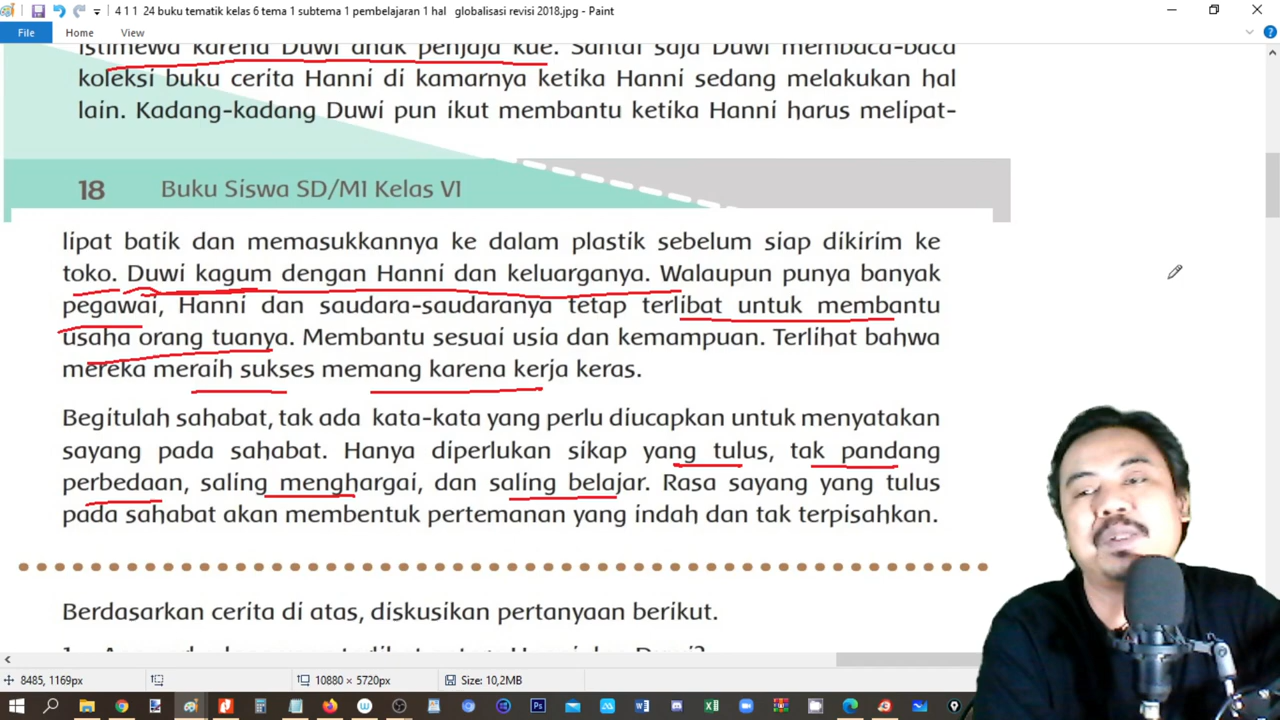 4 1 1  24 buku tematik kelas 6 tema 1 subtema 1 pembelajaran 1 hal  globalisasi revisi 2018.jpg - Paint
File Home View
istimewa karena Duwi anak penjaja kue. Santai saja Duwi membaca-baca
koleksi buku cerita Hanni di kamarnya ketika Hanni sedang melakukan hal
lain. Kadang-kadang Duwi pun ikut membantu ketika Hanni harus melipat-
18 Buku Siswa SD/MI Kelas VI
lipat batik dan memasukkannya ke dalam plastik sebelum siap dikirim ke
toko. Duwi kagum dengan Hanni dan keluarganya. Walaupun punya banyak
pegawai, Hanni dan saudara-saudaranya tetap terlibat untuk membantu
usaha orang tuanya. Membantu sesuai usia dan kemampuan. Terlihat bahwa
mereka meraih sukses memang karena kerja keras.
Begitulah sahabat, tak ada kata-kata yang perlu diucapkan untuk menyatakan
sayang pada sahabat. Hanya diperlukan sikap yang tulus, tak pandang
perbedaan, saling menghargai, dan saling belajar. Rasa sayang yang tulus
pada sahabat akan membentuk pertemanan yang indah dan tak terpisahkan.
Berdasarkan cerita di atas, diskusikan pertanyaan berikut.
8485, 1169px 10880 × 5720px Size: 10,2MB